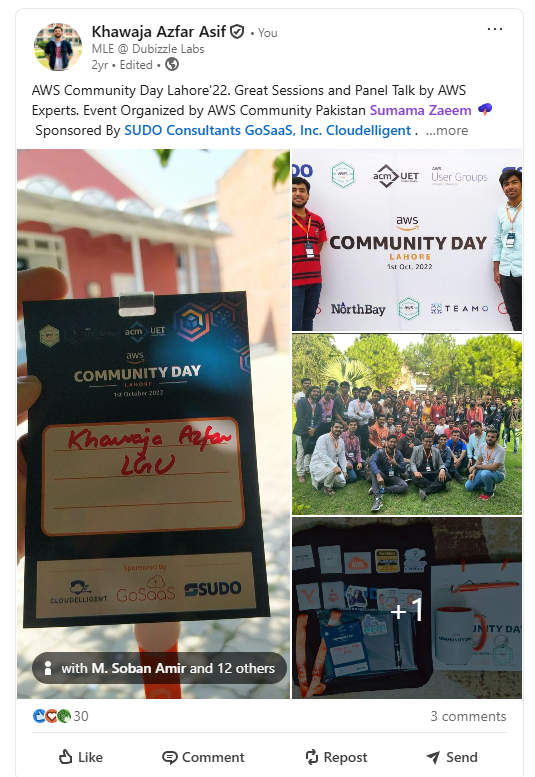 Khawaja Azfar Asif • You
MLE @ Dubizzle Labs
2yr • Edited •
AWS Community Day Lahore'22. Great Sessions and Panel Talk by AWS
Experts. Event Organized by AWS Community Pakistan Sumama Zaeem
Sponsored By SUDO Consultants GoSaaS, Inc. Cloudelligent . ...more
acm UET
aws
COMMUNITY DAY
LAHORE
1st October 2022
Khawaja Azfar
LGU
Sponsored By
CLOUDELLIGENT
GoSaaS
SUDO
with M. Soban Amir and 12 others
DO
acm UET
AWS
User Groups
aws
COMMUNITY DAY
LAHORE
1st Oct, 2022
NorthBay
TEAMO
+1
30
3 comments
Like
Comment
Repost
Send